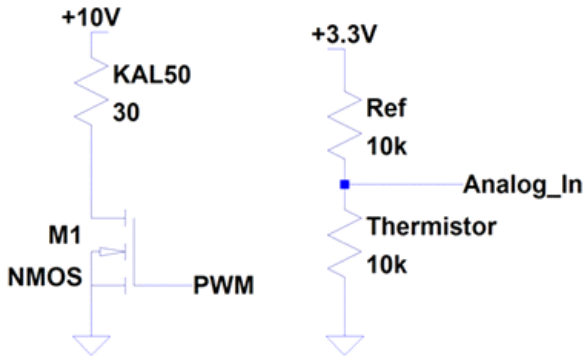 +10V
KAL50
30
M1
NMOS
PWM
+3.3V
Ref
10k
Analog_In
Thermistor
10k